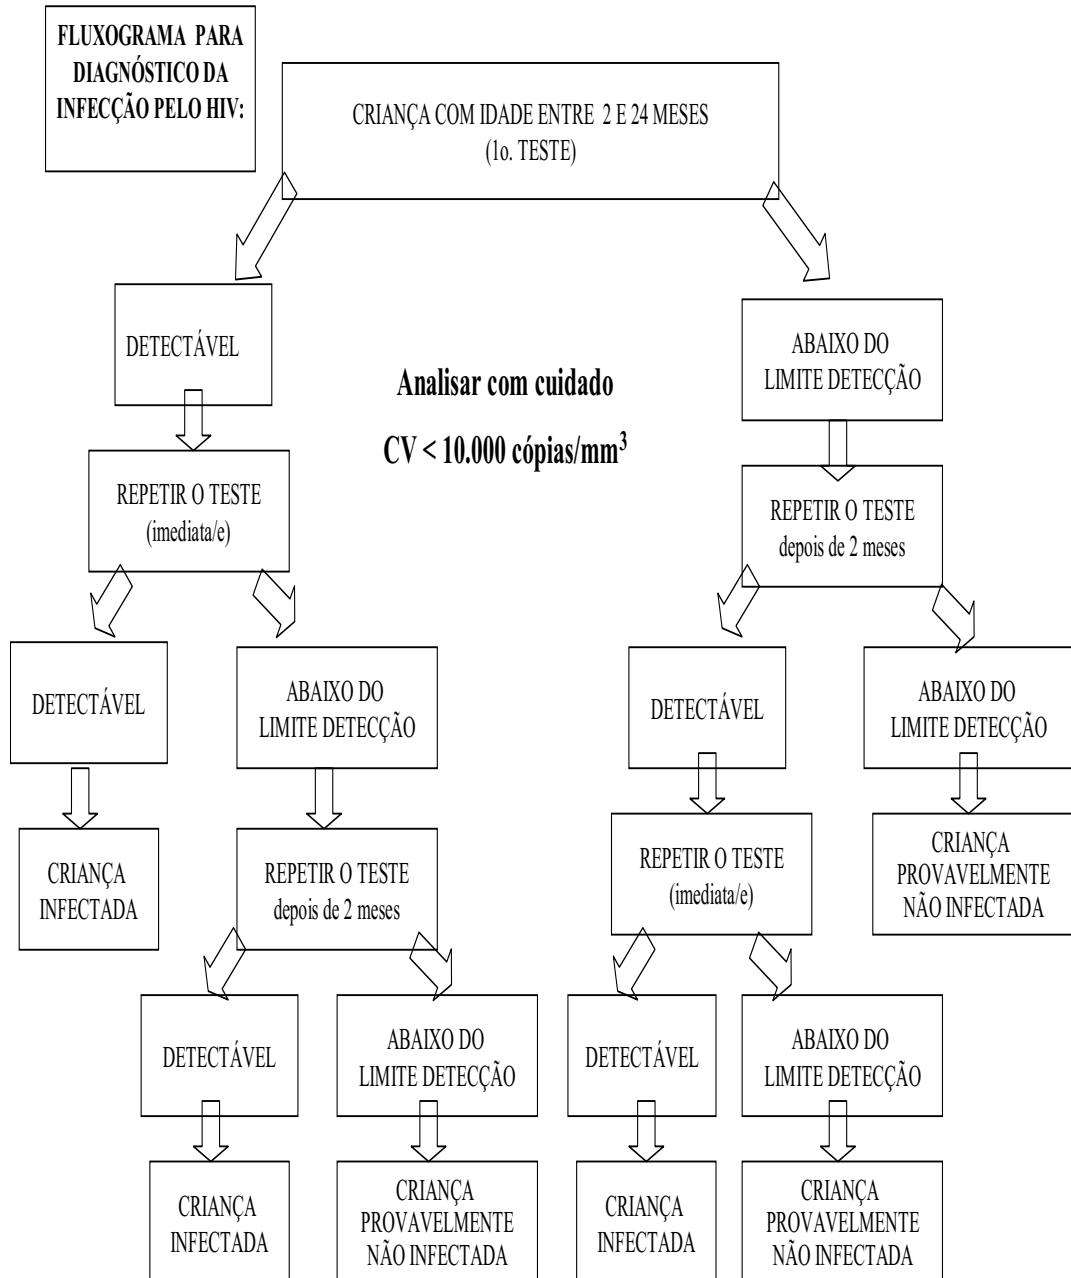 FLUXOGRAMA PARA
DIAGNÓSTICO DA
INFECÇÃO PELO HIV:
CRIANÇA COM IDADE ENTRE 2 E 24 MESES
(1o. TESTE)
DETECTÁVEL
ABAIXO DO
LIMITE DETECÇÃO
Analisar com cuidado
CV < 10.000 cópias/mm³
REPETIR O TESTE
(imediata/e)
REPETIR O TESTE
depois de 2 meses
DETECTÁVEL
ABAIXO DO
LIMITE DETECÇÃO
DETECTÁVEL
ABAIXO DO
LIMITE DETECÇÃO
CRIANÇA
INFECTADA
REPETIR O TESTE
depois de 2 meses
REPETIR O TESTE
(imediata/e)
CRIANÇA
PROVAVELMENTE
NÃO INFECTADA
DETECTÁVEL
ABAIXO DO
LIMITE DETECÇÃO
DETECTÁVEL
ABAIXO DO
LIMITE DETECÇÃO
CRIANÇA
INFECTADA
CRIANÇA
PROVAVELMENTE
NÃO INFECTADA
CRIANÇA
INFECTADA
CRIANÇA
PROVAVELMENTE
NÃO INFECTADA